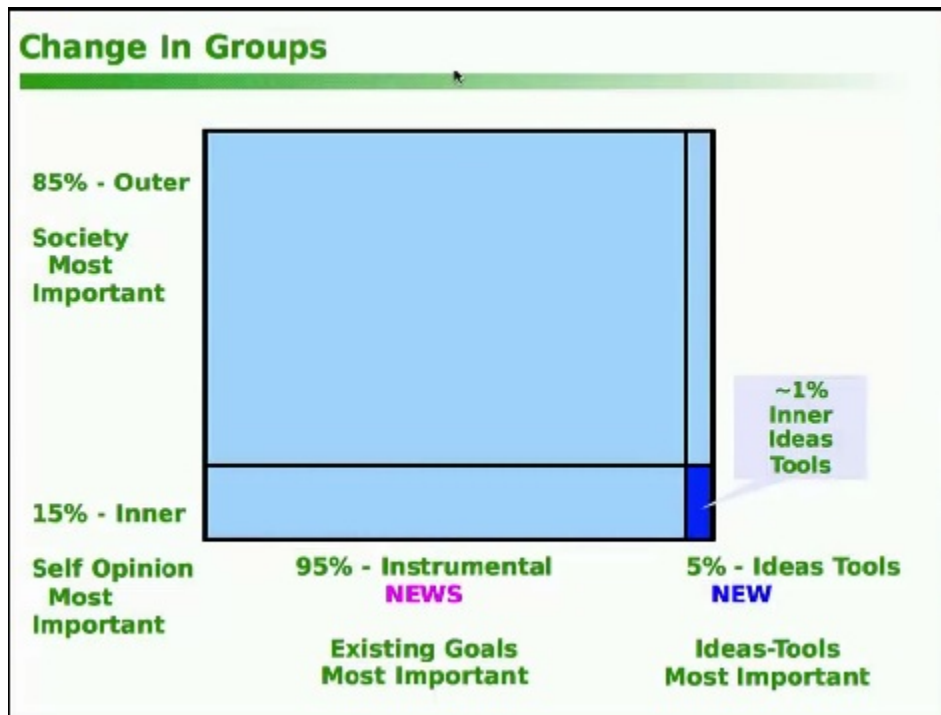 Change In Groups
85% - Outer
Society
Most
Important
~1%
Inner
Ideas
Tools
15% - Inner
Self Opinion
Most
Important
95% - Instrumental
NEWS
Existing Goals
Most Important
5% - Ideas Tools
NEW
Ideas-Tools
Most Important